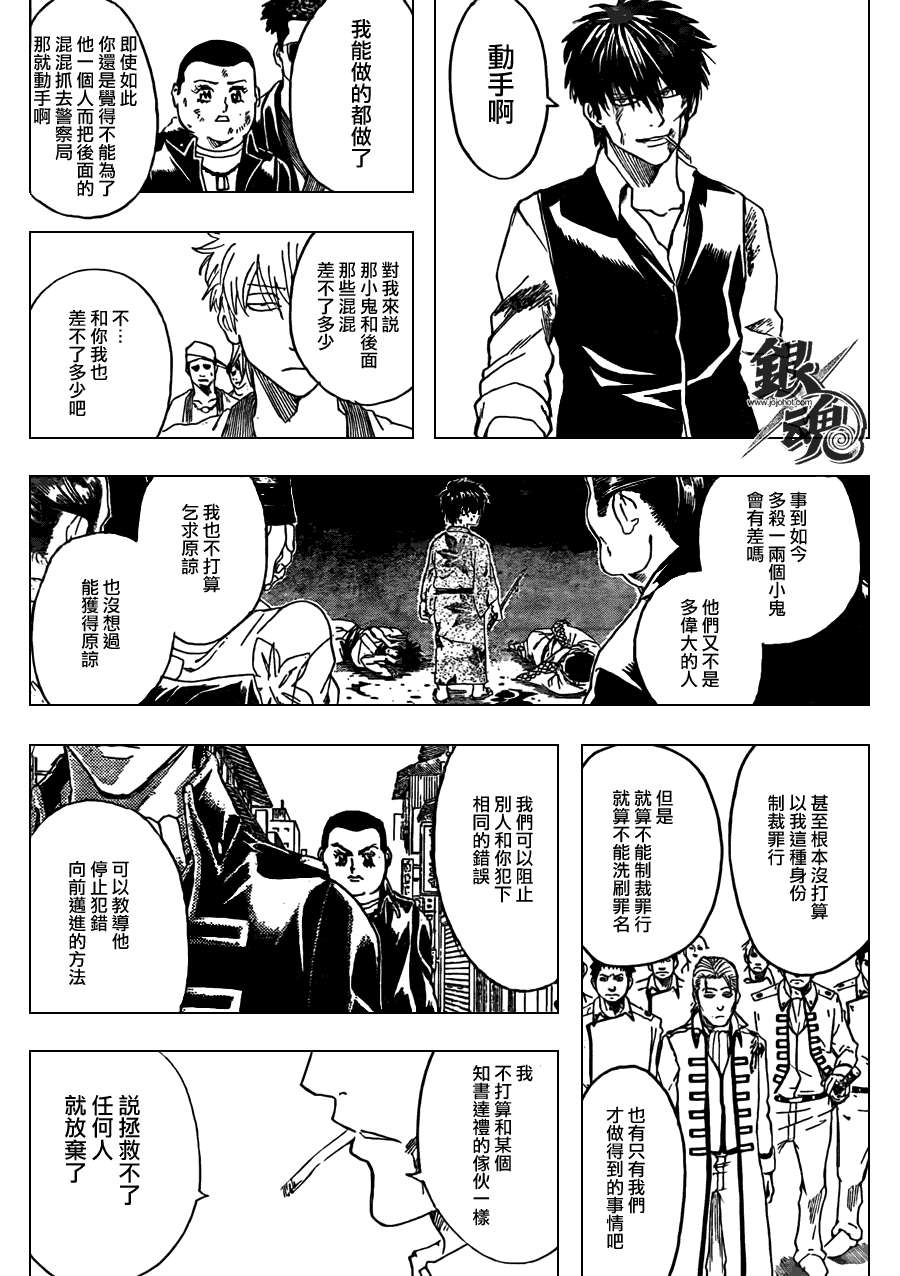 動手啊
我能做的都做了
即使如此
你還是覺得不能為了
他一個人而把後面的
混混抓去警察局
那就動手啊
對我來說
那小鬼和後面
那些混混
差不了多少
不…
和你我也
差不了多少吧
銀魂
www.jojohot.com
事到如今
多殺一兩個小鬼
會有差嗎
他們又不是
多偉大的人
我也不打算
乞求原諒
也沒想過
能獲得原諒
甚至根本沒打算
以我這種身份
制裁罪行
但是
就算不能制裁罪行
就算不能洗刷罪名
也有只有我們
才做得到的事情吧
我們可以阻止
別人和你犯下
相同的錯誤
可以教導他
停止犯錯
向前邁進的方法
我
不打算和某個
知書達禮的傢伙一樣
説拯救不了
任何人
就放棄了